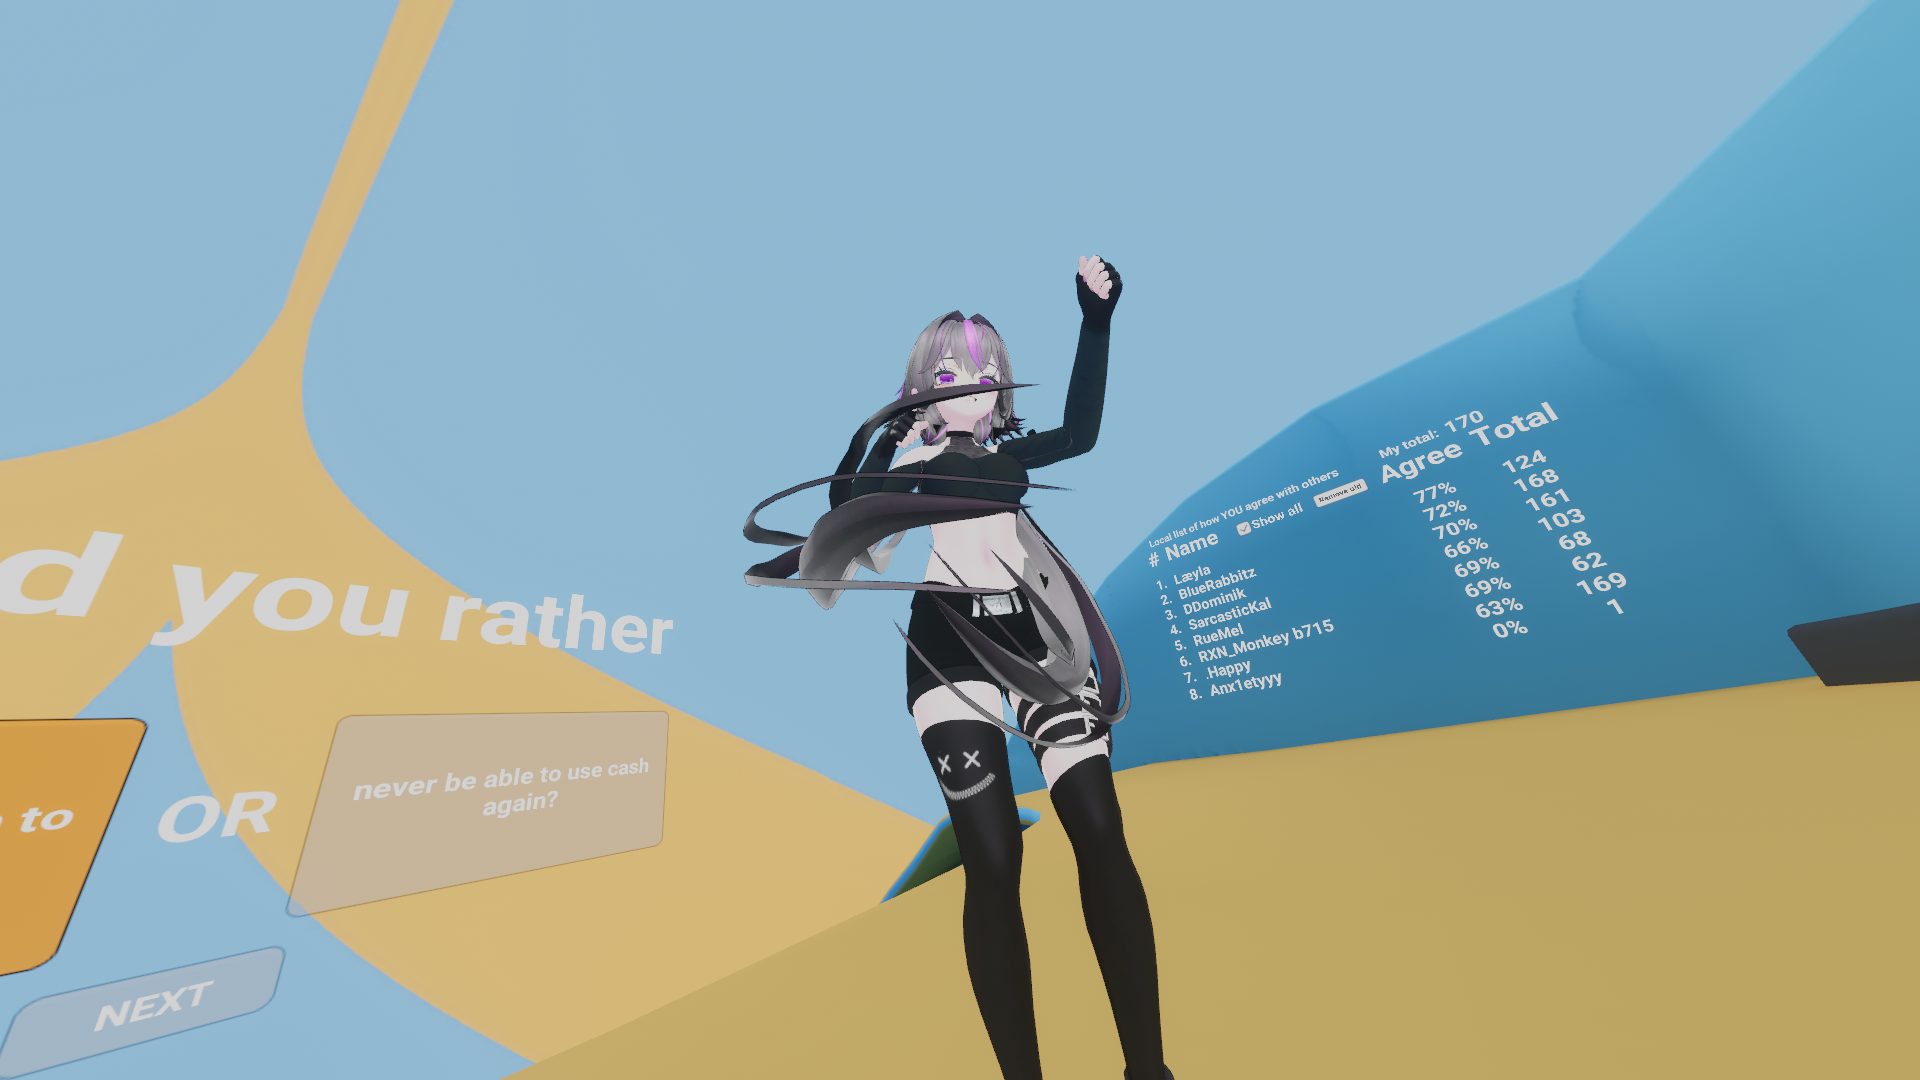 d you rather
to
OR
never be able to use cash
again?
NEXT
My total: 170
Local list of how YOU agree with others
# Name Show all Remove old Agree Total
1. Læyla 77% 124
2. BlueRabbitz 72% 168
3. DDominik 70% 161
4. SarcasticKal 66% 103
5. RueMel 69% 68
6. RXN_Monkey b715 69% 62
7. .Happy 63% 169
8. Anx1etyyy 0% 1